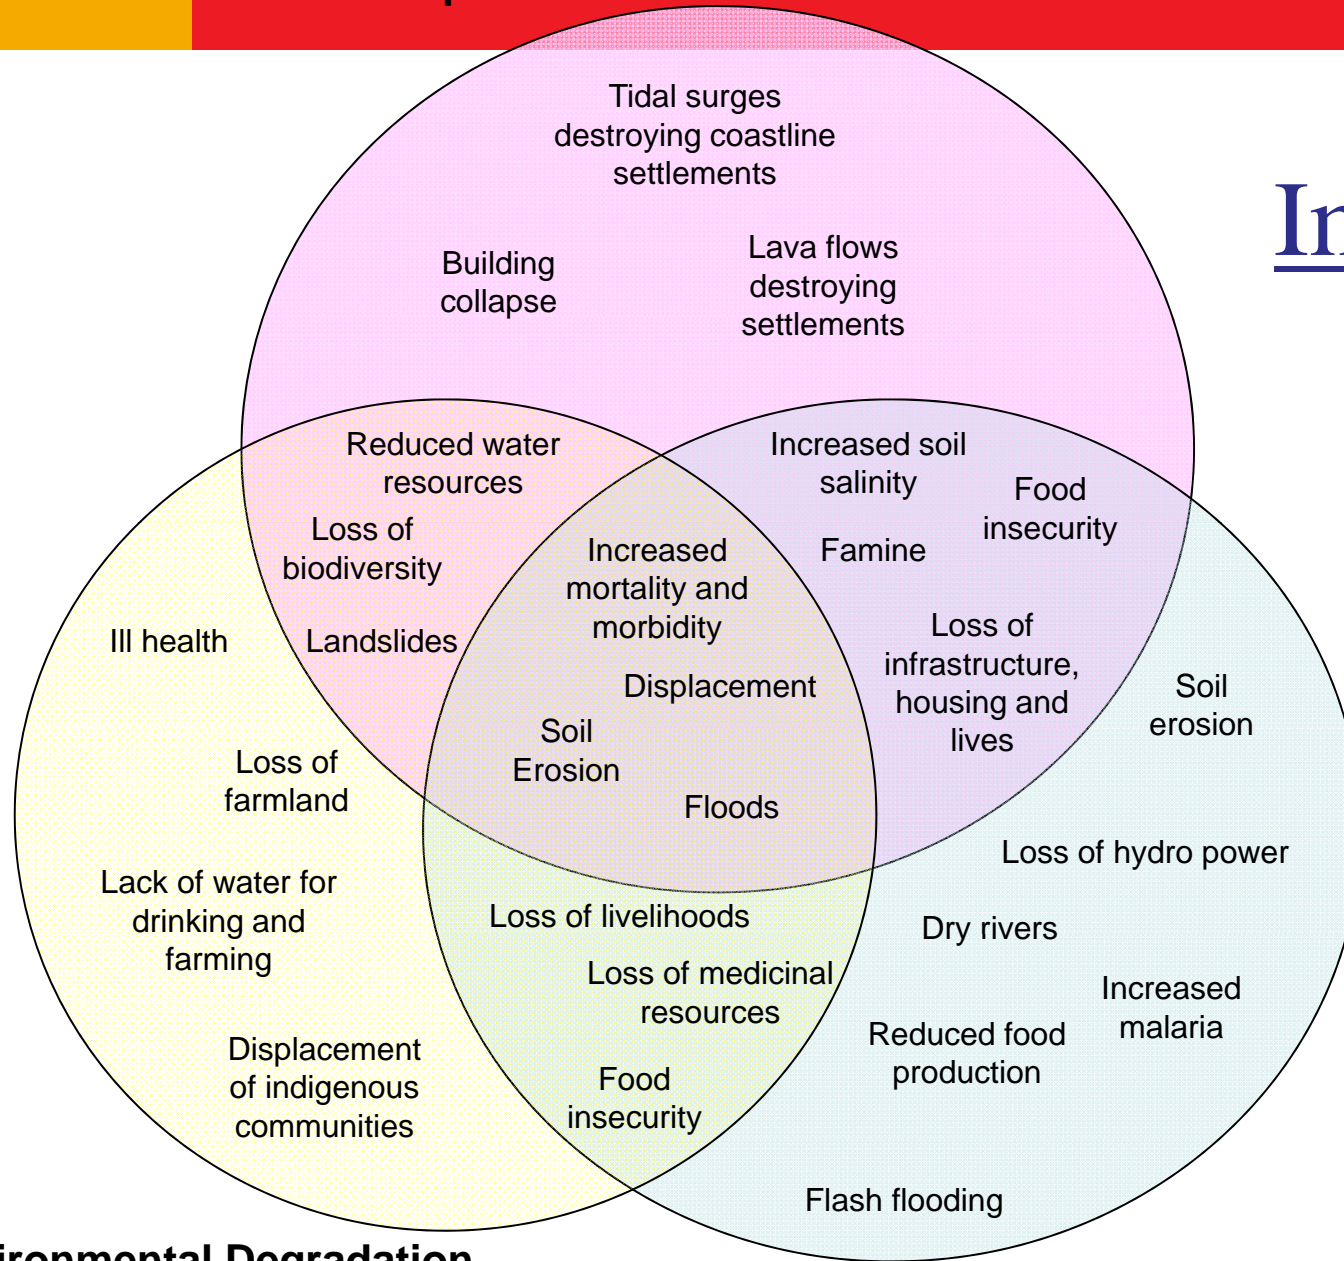 Tidal surges
destroying coastline
settlements
Building
collapse
Lava flows
destroying
settlements
Reduced water
resources
Loss of
biodiversity
Landslides
Increased soil
salinity
Food
insecurity
Famine
Loss of
infrastructure,
housing and
lives
Increased
mortality and
morbidity
Displacement
Soil
Erosion
Floods
Ill health
Loss of
farmland
Lack of water for
drinking and
farming
Displacement
of indigenous
communities
Loss of livelihoods
Loss of medicinal
resources
Food
insecurity
Soil
erosion
Loss of hydro power
Dry rivers
Increased
malaria
Reduced food
production
Flash flooding
Degradation